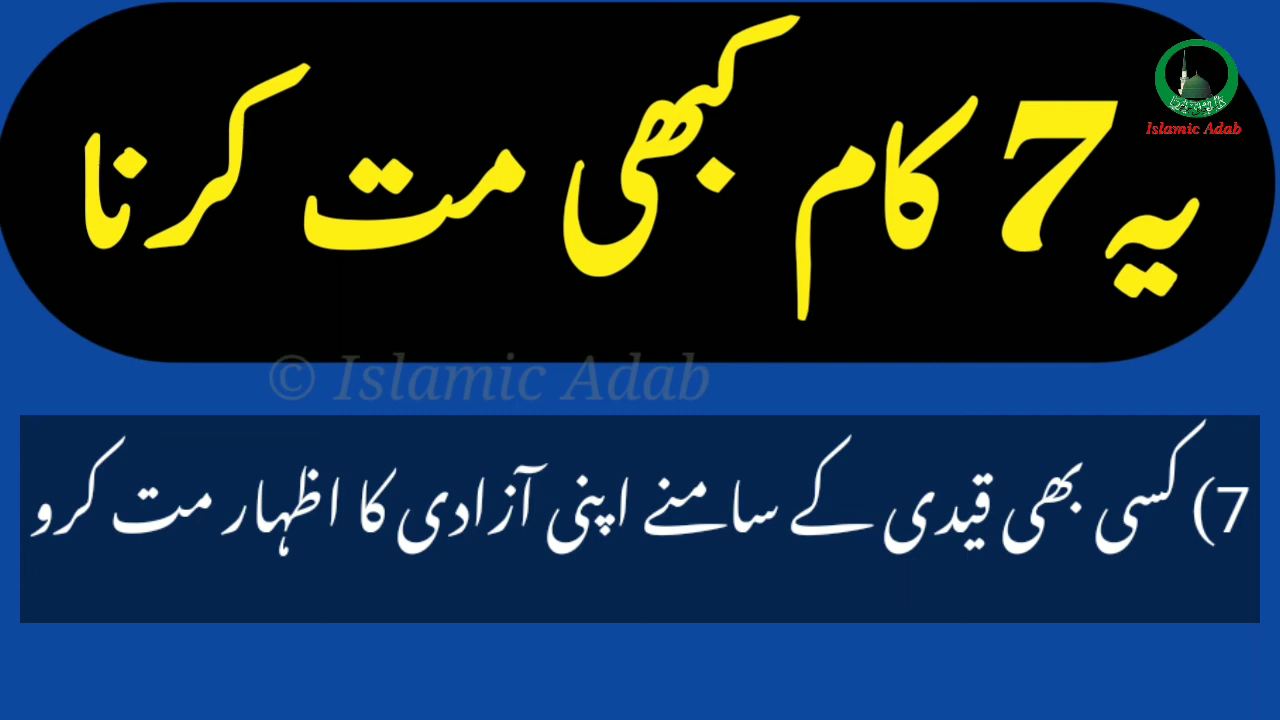 یہ 7 کام کبھی مت کرنا
Islamic Adab
© Islamic Adab
7) کسی بھی قیدی کے سامنے اپنی آزادی کا اظہار مت کرو